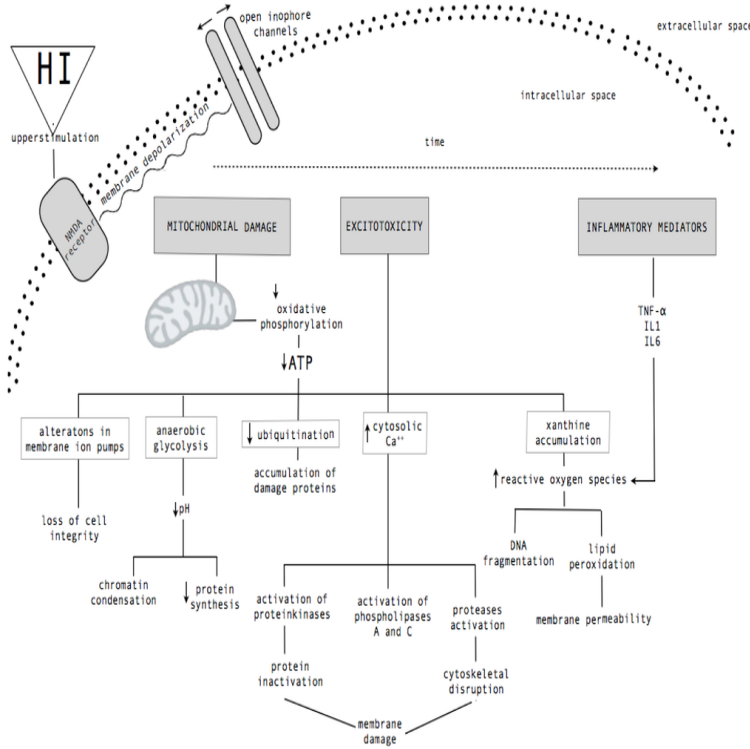 open inophore
channels
extracellular space
HI
intracellular space
upperstimulation
membrane depolarization
time
NMDA
receptor
MITOCHONDRIAL DAMAGE
EXCITOTOXICITY
INFLAMMATORY MEDIATORS
↓
oxidative
phosphorylation
↓ATP
TNF-α
IL1
IL6
alteratons in
membrane ion pumps
anaerobic
glycolysis
↓ ubiquitination
↑ cytosolic
Ca⁺⁺
xanthine
accumulation
accumulation of
damage proteins
↑ reactive oxygen species
loss of cell
integrity
↓pH
DNA
fragmentation
lipid
peroxidation
chromatin
condensation
↓ protein
synthesis
activation of
proteinkinases
activation of
phospholipases
A and C
proteases
activation
membrane permeability
protein
inactivation
cytoskeletal
disruption
membrane
damage